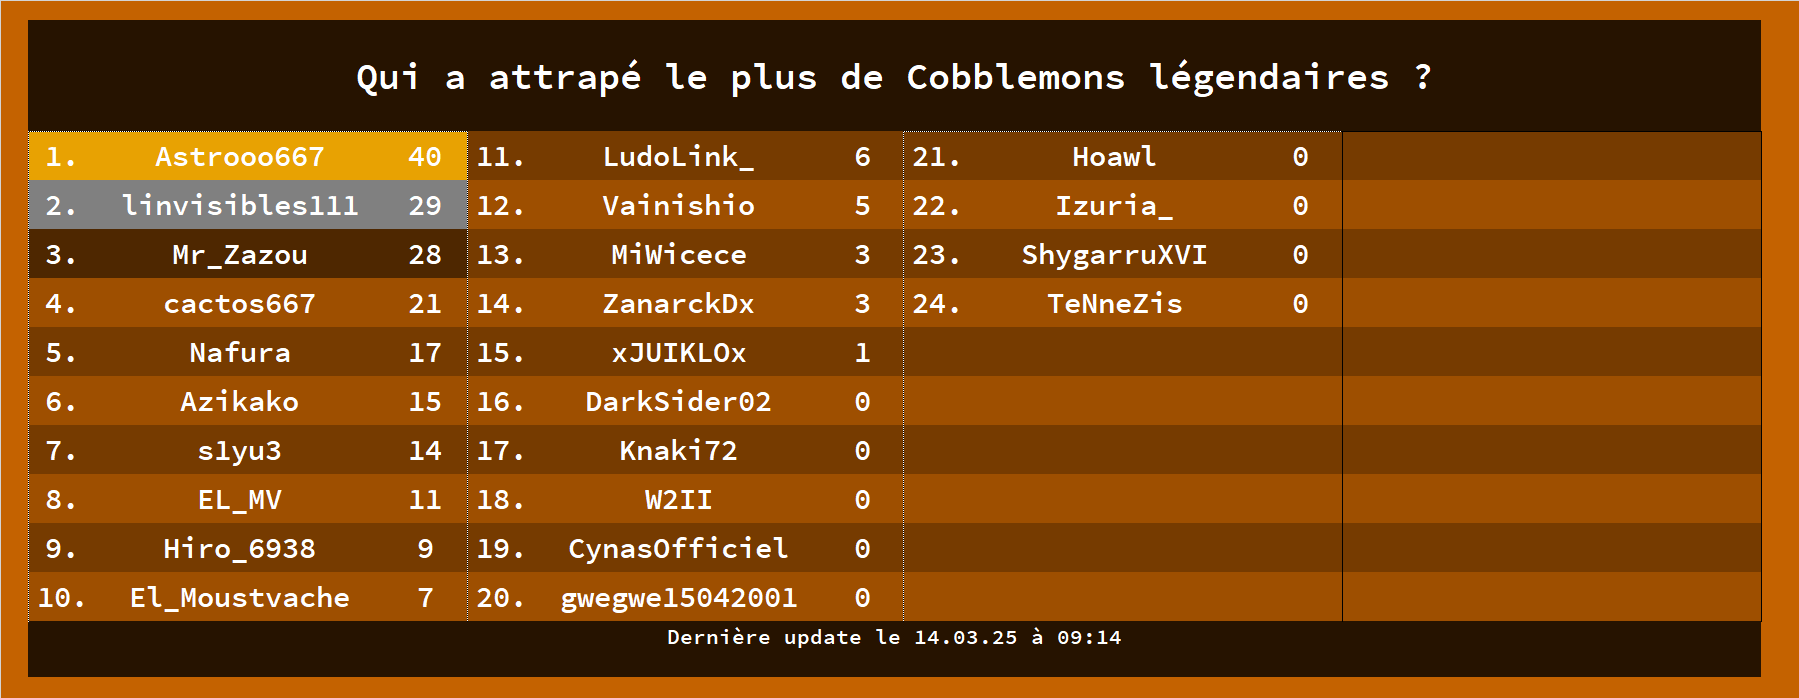 Qui a attrapé le plus de Cobblemons légendaires ?
1. Astrooo667 40
2. linvisibles111 29
3. Mr_Zazou 28
4. cactos667 21
5. Nafura 17
6. Azikako 15
7. slyu3 14
8. EL_MV 11
9. Hiro_6938 9
10. El_Moustvache 7
11. LudoLink_ 6
12. Vainishio 5
13. MiWicece 3
14. ZanarckDx 3
15. xJUIKLOx 1
16. DarkSider02 0
17. Knaki72 0
18. W2II 0
19. CynasOfficiel 0
20. gwegwe15042001 0
21. Hoawl 0
22. Izuria_ 0
23. ShygarruXVI 0
24. TeNneZis 0
Dernière update le 14.03.25 à 09:14